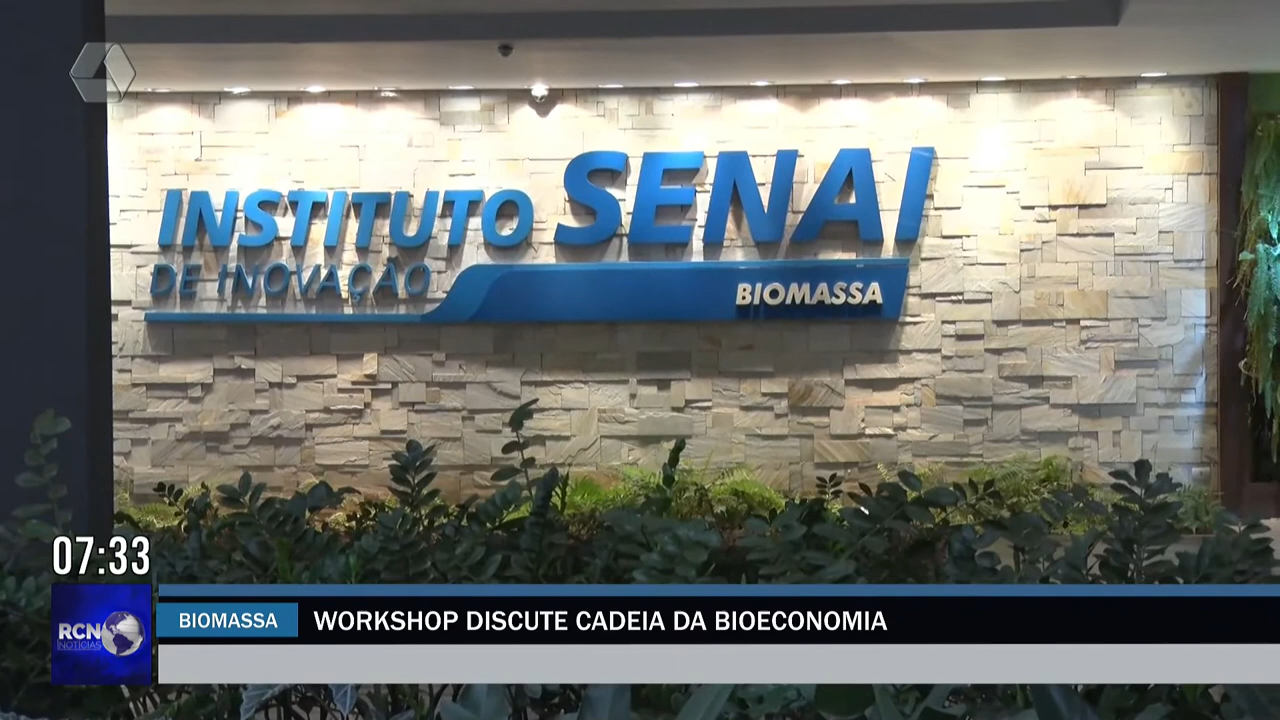 INSTITUTO SENAI
DE INOVAÇÃO
BIOMASSA
07:33
RCN
NOTÍCIAS
BIOMASSA
WORKSHOP DISCUTE CADEIA DA BIOECONOMIA